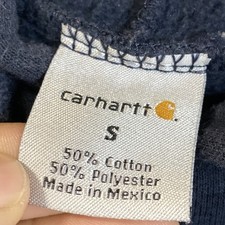 carhartt
S
50% Cotton
50% Polyester
Made in Mexico